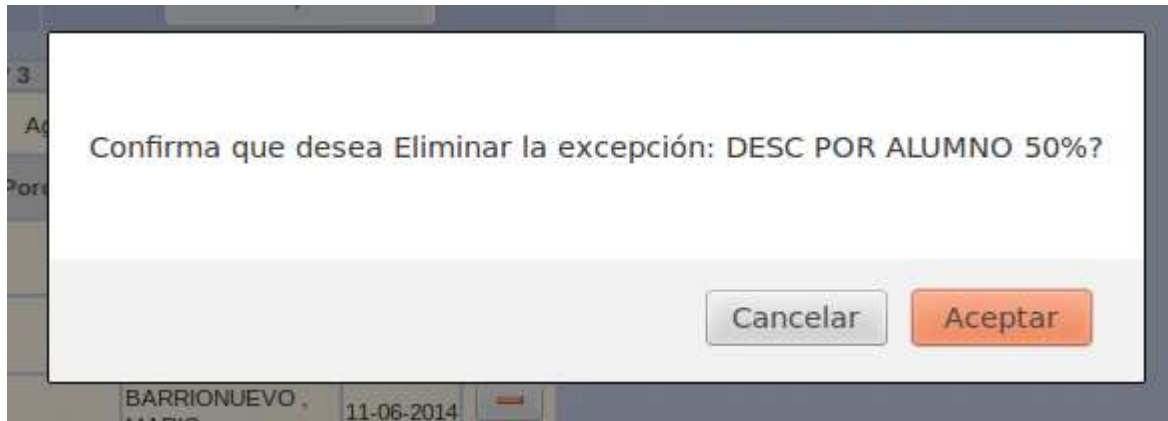 3
Confirma que desea Eliminar la excepción: DESC POR ALUMNO 50%?
Cancelar
Aceptar
BARRIONUEVO ,
11-06-2014